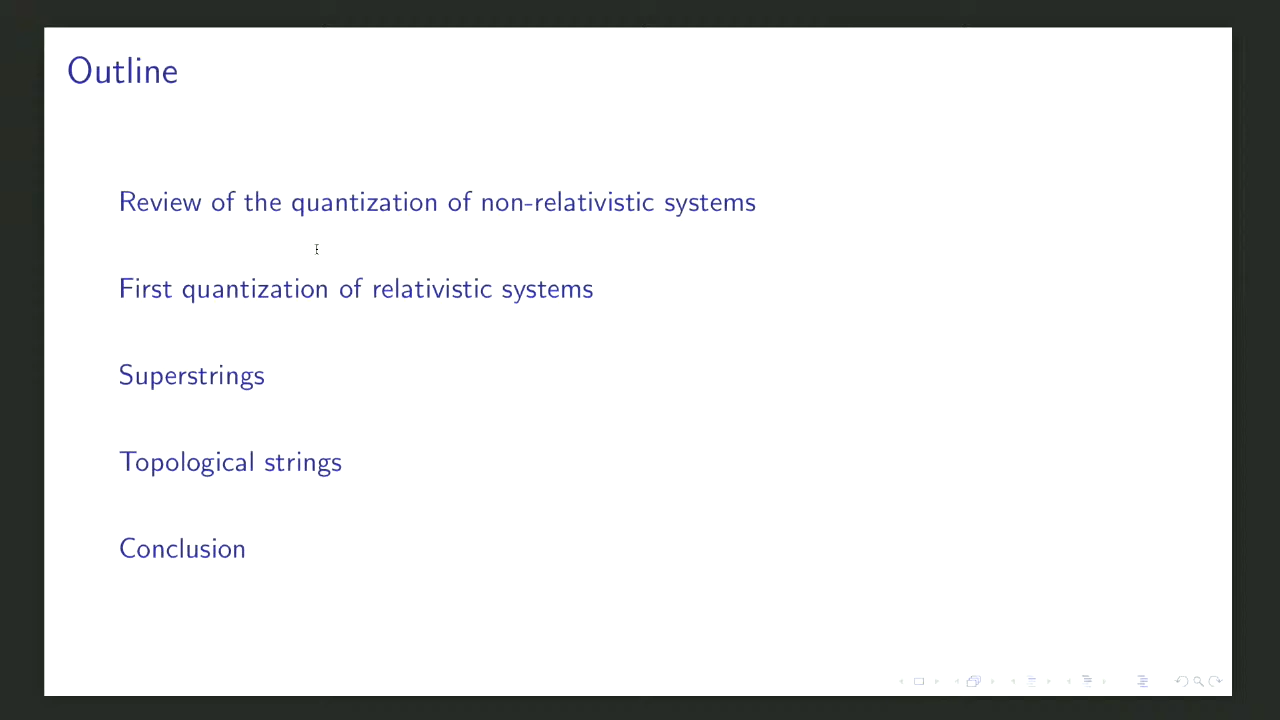 Outline
Review of the quantization of non-relativistic systems
First quantization of relativistic systems
Superstrings
Topological strings
Conclusion